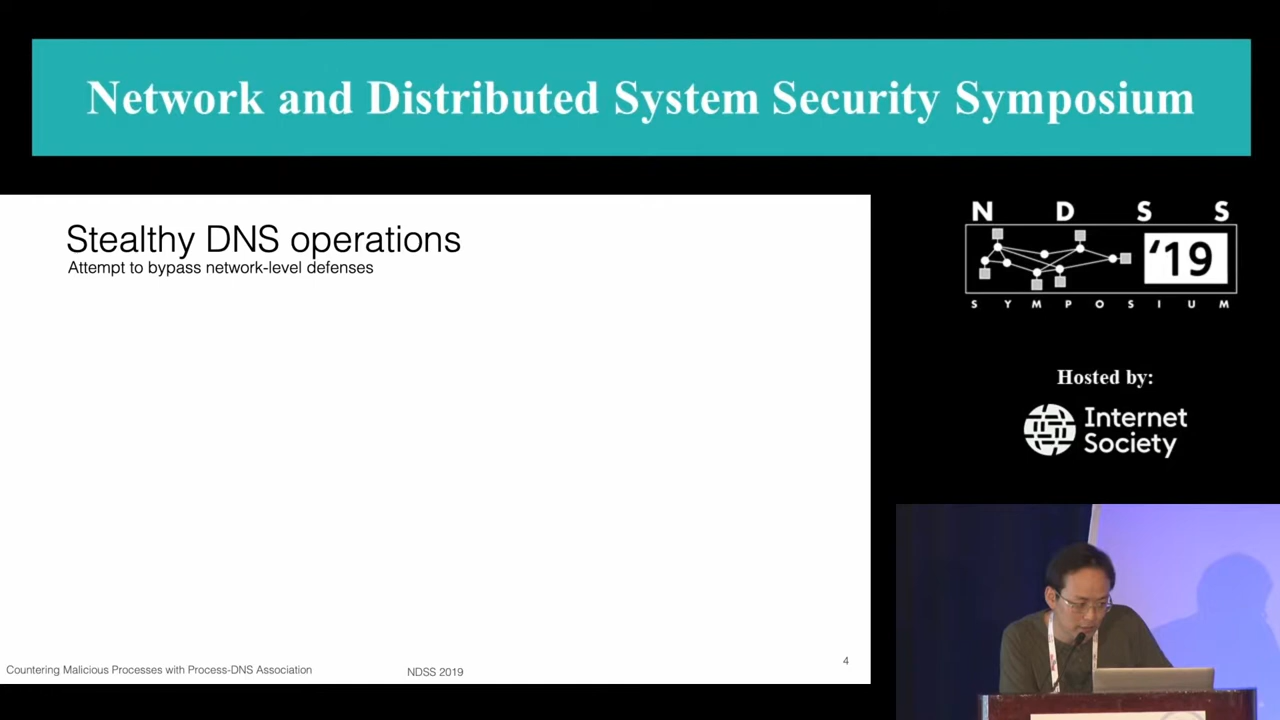 Network and Distributed System Security Symposium
Stealthy DNS operations
Attempt to bypass network-level defenses
Countering Malicious Processes with Process-DNS Association
NDSS 2019
4
N D S S
'19
S Y M P O S I U M
Hosted by:
Internet
Society